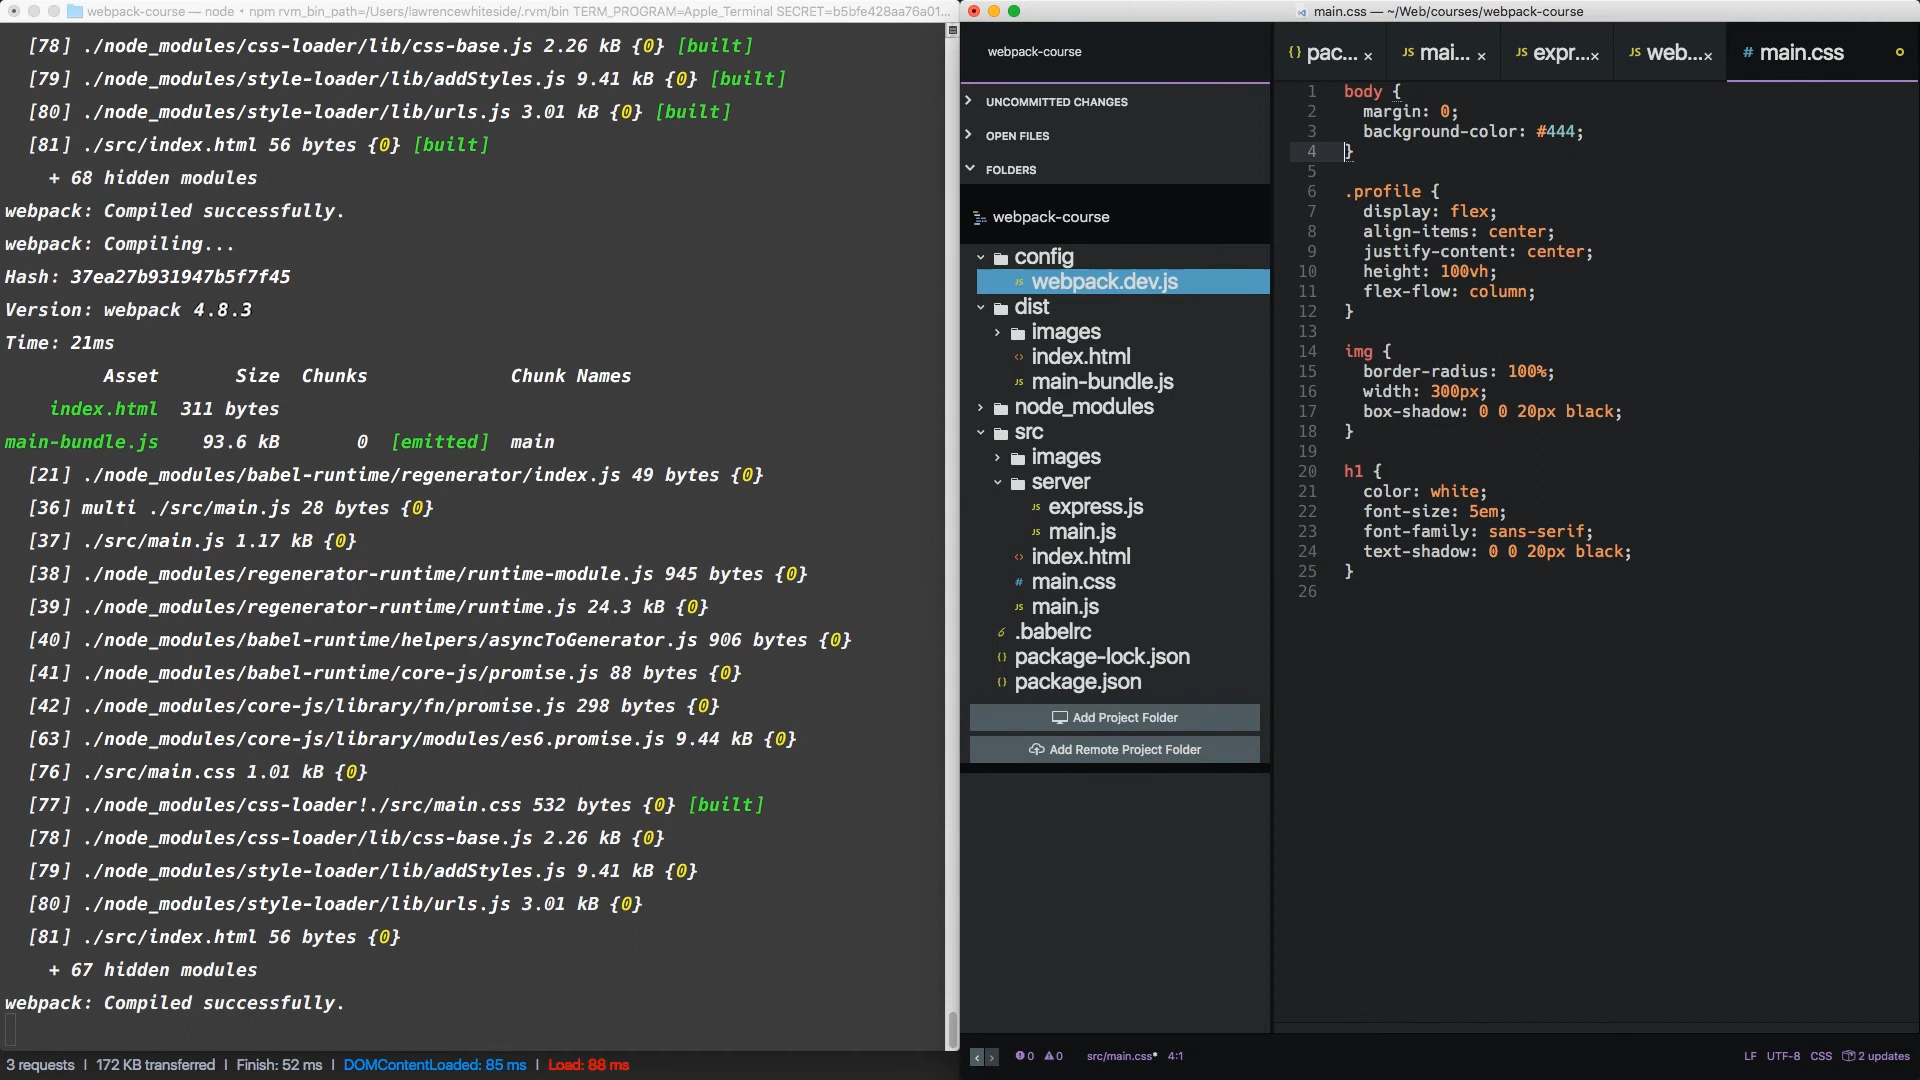 webpack-course — node • npm rvm_bin_path=/Users/lawrencewhiteside/.rvm/bin TERM_PROGRAM=Apple_Terminal SECRET=b5bfe428aa76a01...
[78] ./node_modules/css-loader/lib/css-base.js 2.26 kB {0} [built]
[79] ./node_modules/style-loader/lib/addStyles.js 9.41 kB {0} [built]
[80] ./node_modules/style-loader/lib/urls.js 3.01 kB {0} [built]
[81] ./src/index.html 56 bytes {0} [built]
+ 68 hidden modules
webpack: Compiled successfully.
webpack: Compiling...
Hash: 37ea27b931947b5f7f45
Version: webpack 4.8.3
Time: 21ms
Asset Size Chunks Chunk Names
index.html 311 bytes
main-bundle.js 93.6 kB 0 [emitted] main
[21] ./node_modules/babel-runtime/regenerator/index.js 49 bytes {0}
[36] multi ./src/main.js 28 bytes {0}
[37] ./src/main.js 1.17 kB {0}
[38] ./node_modules/regenerator-runtime/runtime-module.js 945 bytes {0}
[39] ./node_modules/regenerator-runtime/runtime.js 24.3 kB {0}
[40] ./node_modules/babel-runtime/helpers/asyncToGenerator.js 906 bytes {0}
[41] ./node_modules/babel-runtime/core-js/promise.js 88 bytes {0}
[42] ./node_modules/core-js/library/fn/promise.js 298 bytes {0}
[63] ./node_modules/core-js/library/modules/es6.promise.js 9.44 kB {0}
[76] ./src/main.css 1.01 kB {0}
[77] ./node_modules/css-loader!./src/main.css 532 bytes {0} [built]
[78] ./node_modules/css-loader/lib/css-base.js 2.26 kB {0}
[79] ./node_modules/style-loader/lib/addStyles.js 9.41 kB {0}
[80] ./node_modules/style-loader/lib/urls.js 3.01 kB {0}
[81] ./src/index.html 56 bytes {0}
+ 67 hidden modules
webpack: Compiled successfully.
3 requests | 172 KB transferred | Finish: 52 ms | DOMContentLoaded: 85 ms | Load: 88 ms
main.css — ~/Web/courses/webpack-course
webpack-course
UNCOMMITTED CHANGES
OPEN FILES
FOLDERS
webpack-course
config
JS webpack.dev.js
dist
images
<> index.html
JS main-bundle.js
node_modules
src
images
server
JS express.js
JS main.js
<> index.html
# main.css
JS main.js
.babelrc
{} package-lock.json
{} package.json
Add Project Folder
Add Remote Project Folder
{} pac... × JS mai... × JS expr...× JS web...× # main.css
1 body {
2 margin: 0;
3 background-color: #444;
4 }
5
6 .profile {
7 display: flex;
8 align-items: center;
9 justify-content: center;
10 height: 100vh;
11 flex-flow: column;
12 }
13
14 img {
15 border-radius: 100%;
16 width: 300px;
17 box-shadow: 0 0 20px black;
18 }
19
20 h1 {
21 color: white;
22 font-size: 5em;
23 font-family: sans-serif;
24 text-shadow: 0 0 20px black;
25 }
26
0 0 src/main.css* 4:1 LF UTF-8 CSS 2 updates